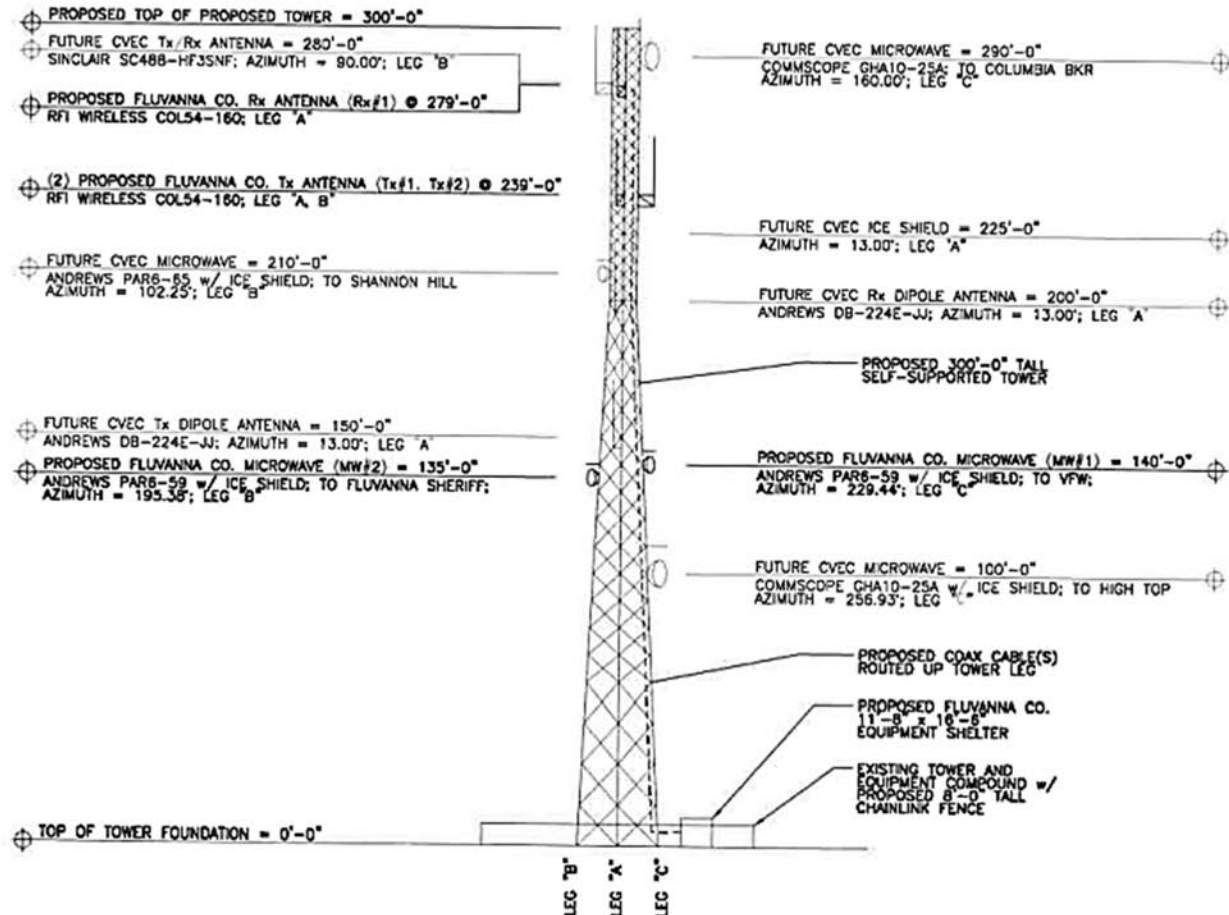 PROPOSED TOP OF PROPOSED TOWER = 300'-0"
FUTURE CVEC Tx/Rx ANTENNA = 280'-0"
SINCLAIR SC488-HF3SNF; AZIMUTH = 90.00'; LEG "B"
PROPOSED FLUVANNA CO. Rx ANTENNA (Rx#1) @ 279'-0"
RFI WIRELESS COL54-160; LEG "A"
(2) PROPOSED FLUVANNA CO. Tx ANTENNA (Tx#1, Tx#2) @ 239'-0"
RFI WIRELESS COL54-160; LEG "A, B"
FUTURE CVEC MICROWAVE = 210'-0"
ANDREWS PAR6-65 w/ ICE SHIELD; TO SHANNON HILL
AZIMUTH = 102.25'; LEG "B"
FUTURE CVEC Tx DIPOLE ANTENNA = 150'-0"
ANDREWS DB-224E-JJ; AZIMUTH = 13.00'; LEG "A"
PROPOSED FLUVANNA CO. MICROWAVE (MW#2) = 135'-0"
ANDREWS PAR6-59 w/ ICE SHIELD; TO FLUVANNA SHERIFF;
AZIMUTH = 195.38'; LEG "B"
TOP OF TOWER FOUNDATION = 0'-0"
FUTURE CVEC MICROWAVE = 290'-0"
COMMSCOPE GHA10-25A; TO COLUMBIA BKR
AZIMUTH = 160.00'; LEG "C"
FUTURE CVEC ICE SHIELD = 225'-0"
AZIMUTH = 13.00'; LEG "A"
FUTURE CVEC Rx DIPOLE ANTENNA = 200'-0"
ANDREWS DB-224E-JJ; AZIMUTH = 13.00'; LEG "A"
PROPOSED 300'-0" TALL
SELF-SUPPORTED TOWER
PROPOSED FLUVANNA CO. MICROWAVE (MW#1) = 140'-0"
ANDREWS PAR6-59 w/ ICE SHIELD; TO VFW;
AZIMUTH = 229.44'; LEG "C"
FUTURE CVEC MICROWAVE = 100'-0"
COMMSCOPE GHA10-25A w/ ICE SHIELD; TO HIGH TOP
AZIMUTH = 256.93'; LEG
PROPOSED COAX CABLE(S)
ROUTED UP TOWER LEG
PROPOSED FLUVANNA CO.
11'-8" x 16'-6"
EQUIPMENT SHELTER
EXISTING TOWER AND
EQUIPMENT COMPOUND w/
PROPOSED 8'-0" TALL
CHAINLINK FENCE
LEG "B"
LEG "A"
LEG "C"